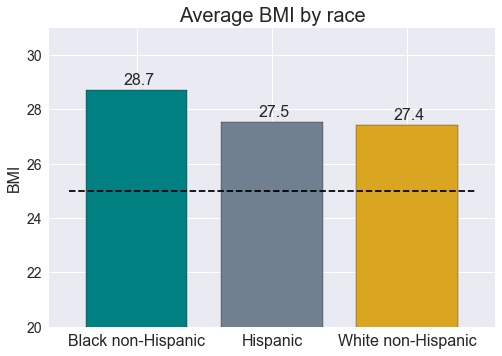 Average BMI by race
30
28
26
24
22
20
BMI
28.7
27.5
27.4
Black non-Hispanic
Hispanic
White non-Hispanic